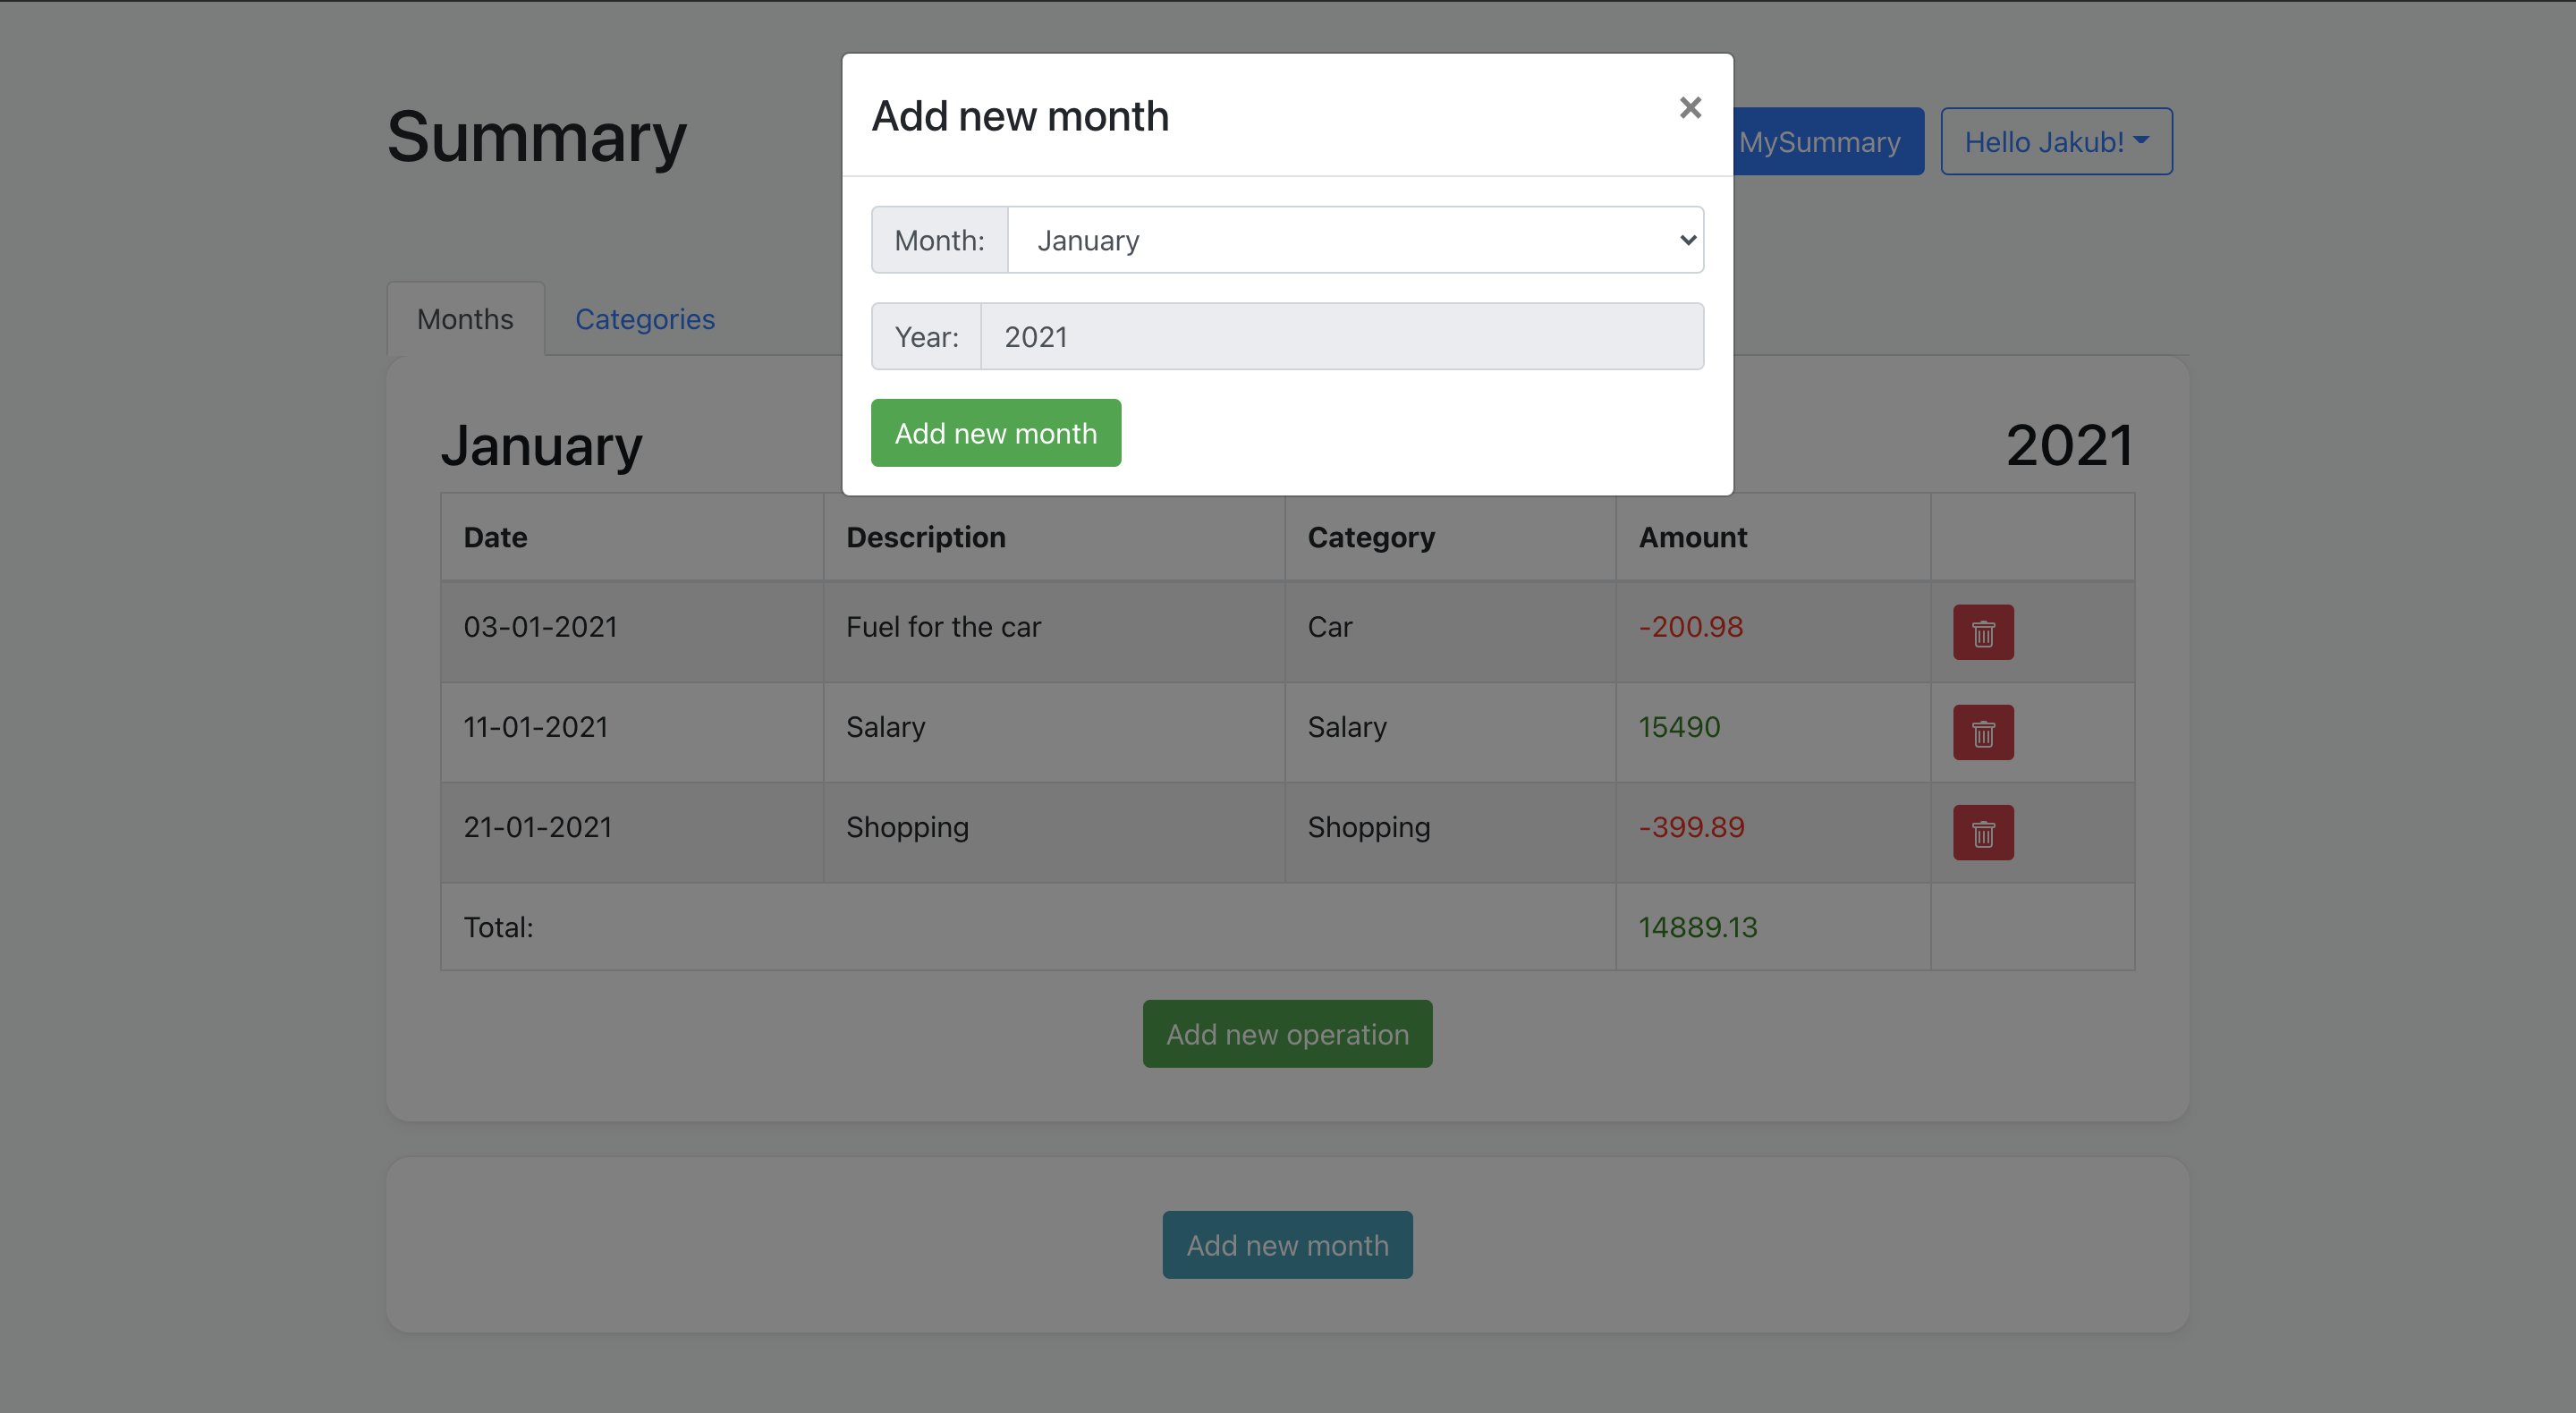 Add new month
×
Summary
MySummary
Hello Jakub!
Month: January
Months
Categories
Year: 2021
Add new month
January
2021
Date Description Category Amount
03-01-2021 Fuel for the car Car -200.98
11-01-2021 Salary Salary 15490
21-01-2021 Shopping Shopping -399.89
Total: 14889.13
Add new operation
Add new month